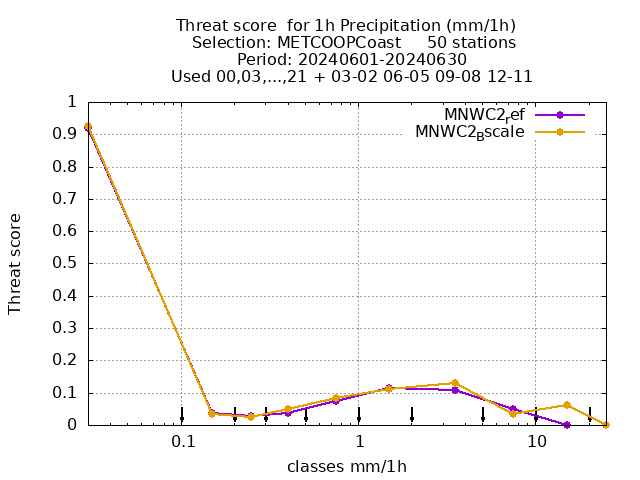 Threat score  for 1h Precipitation (mm/1h)
Selection: METCOOPCoast     50 stations
Period: 20240601-20240630
Used 00,03,...,21 + 03-02 06-05 09-08 12-11
MNWC2ref
MNWC2Bscale
1
0.9
0.8
0.7
0.6
0.5
0.4
0.3
0.2
0.1
0
Threat score
0.1
1
10
classes mm/1h